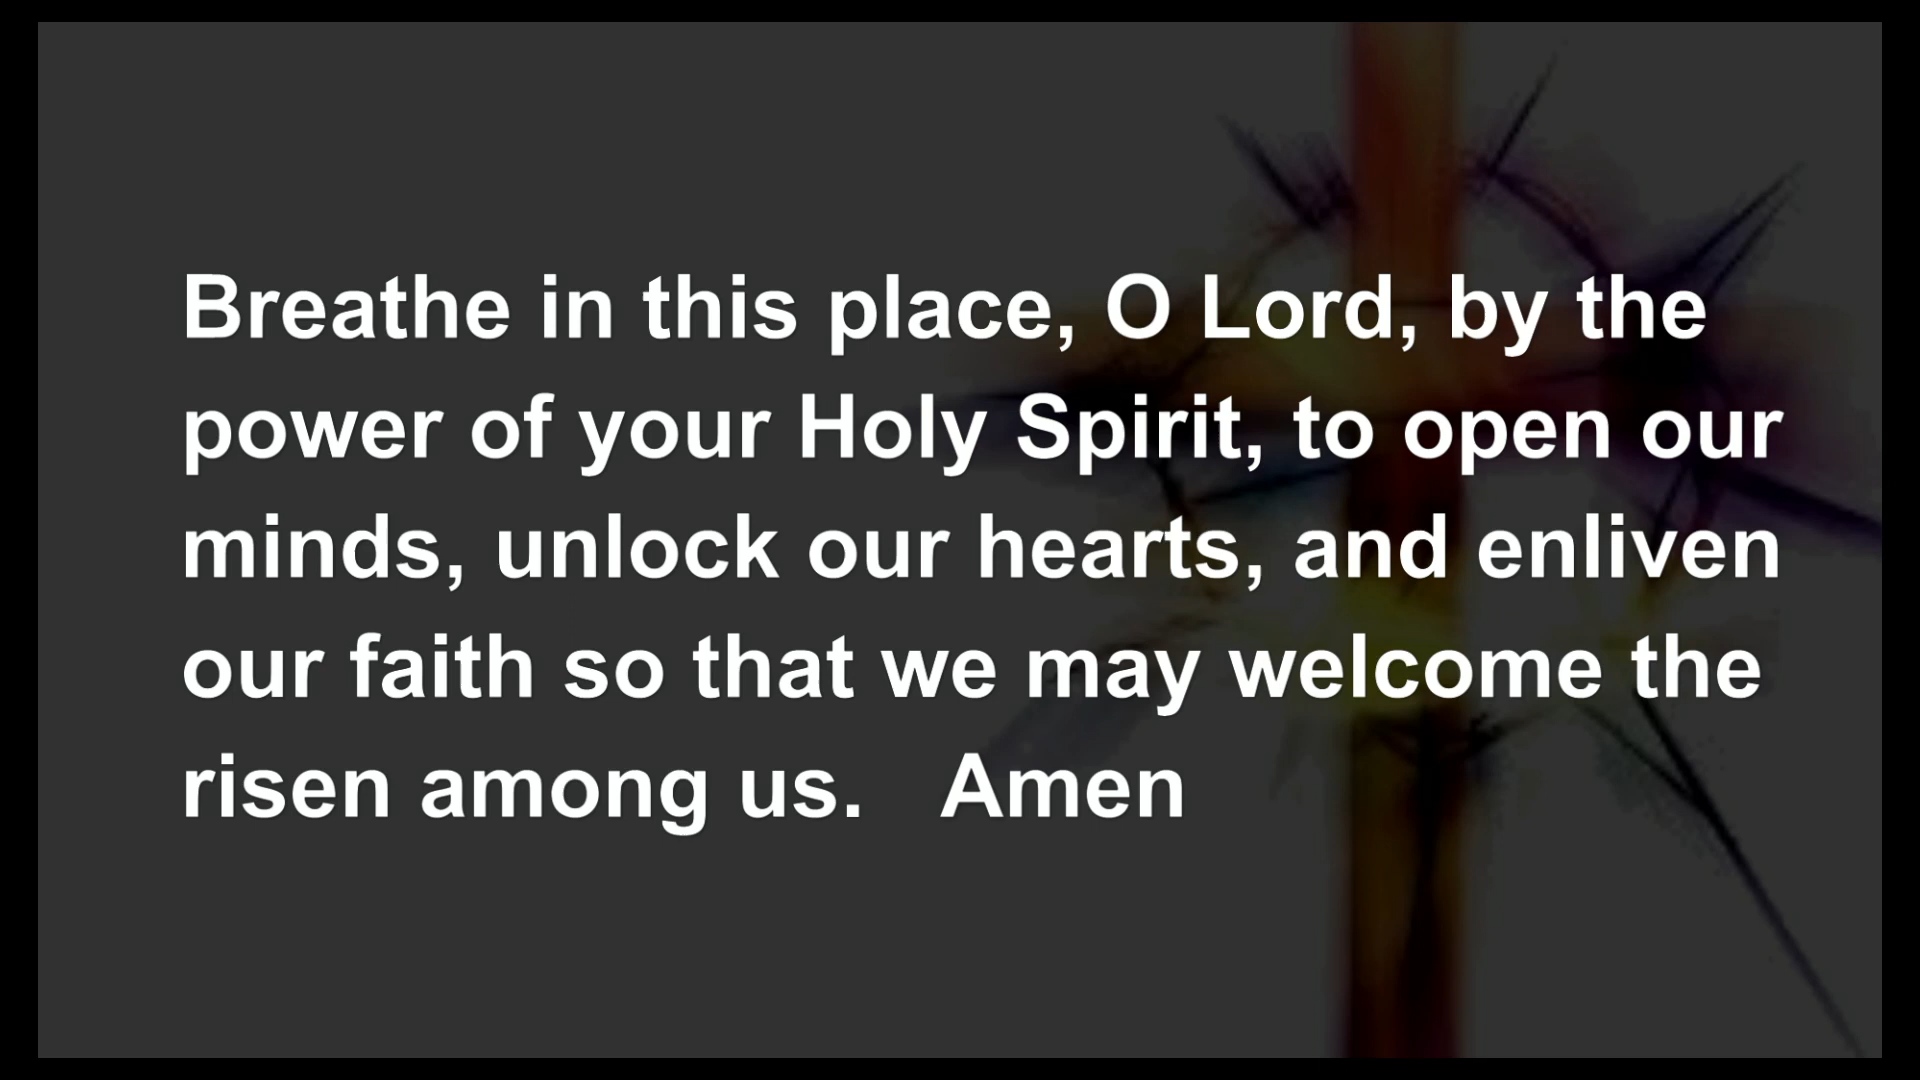 Breathe in this place, O Lord, by the
power of your Holy Spirit, to open our
minds, unlock our hearts, and enliven
our faith so that we may welcome the
risen among us.   Amen